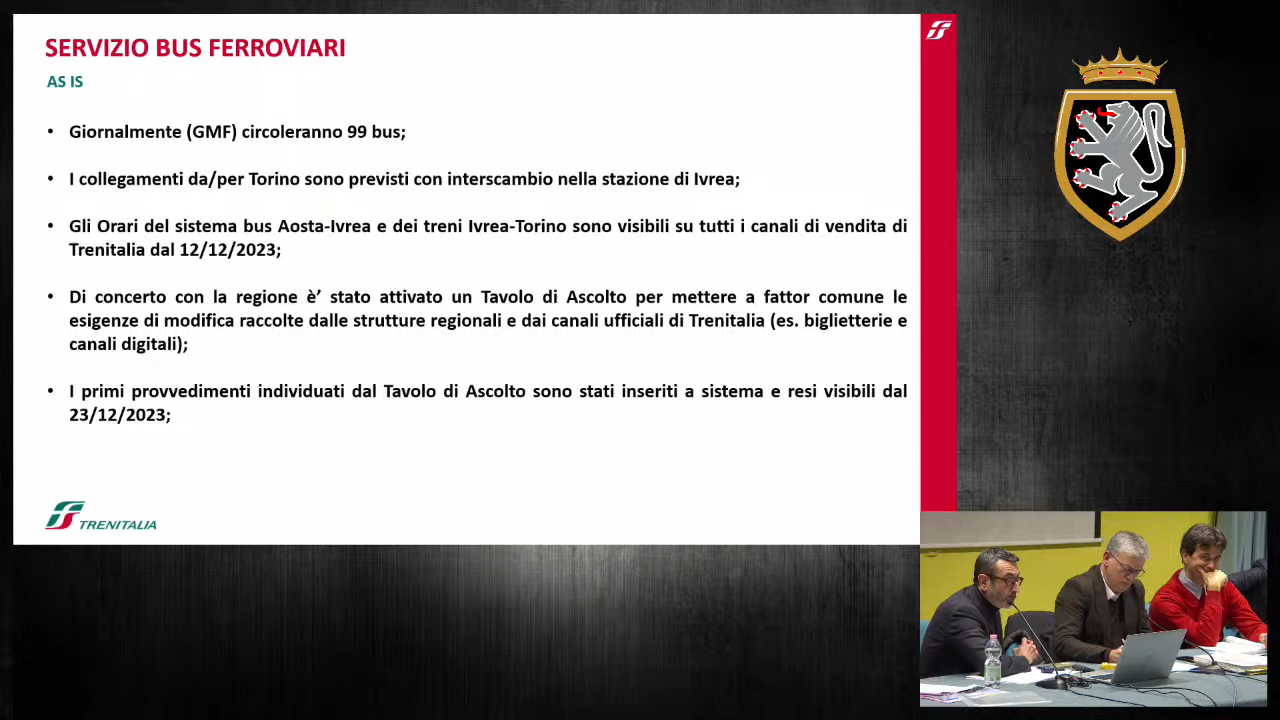 SERVIZIO BUS FERROVIARI
AS IS
• Giornalmente (GMF) circoleranno 99 bus;
• I collegamenti da/per Torino sono previsti con interscambio nella stazione di Ivrea;
• Gli Orari del sistema bus Aosta-Ivrea e dei treni Ivrea-Torino sono visibili su tutti i canali di vendita di
Trenitalia dal 12/12/2023;
• Di concerto con la regione è’ stato attivato un Tavolo di Ascolto per mettere a fattor comune le
esigenze di modifica raccolte dalle strutture regionali e dai canali ufficiali di Trenitalia (es. biglietterie e
canali digitali);
• I primi provvedimenti individuati dal Tavolo di Ascolto sono stati inseriti a sistema e resi visibili dal
23/12/2023;
TRENITALIA